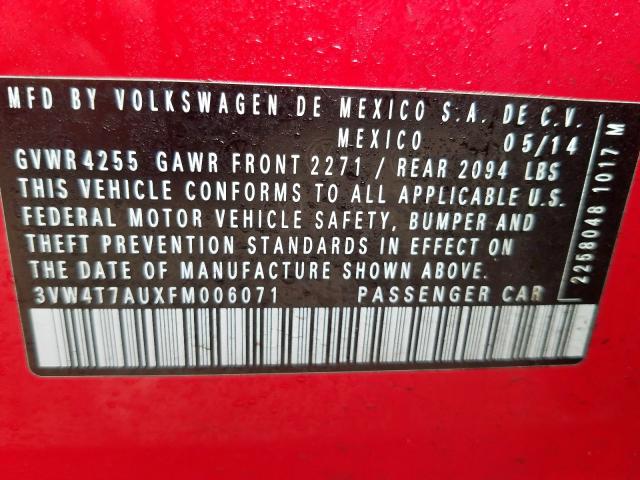 MFD BY VOLKSWAGEN DE MEXICO S.A. DE C.V.
MEXICO 05/14
GVWR 4255 GAWR FRONT 2271 / REAR 2094 LBS
THIS VEHICLE CONFORMS TO ALL APPLICABLE U.S.
FEDERAL MOTOR VEHICLE SAFETY, BUMPER AND
THEFT PREVENTION STANDARDS IN EFFECT ON
THE DATE OF MANUFACTURE SHOWN ABOVE.
3VW4T7AUXFM006071 PASSENGER CAR
2258048 1017 M